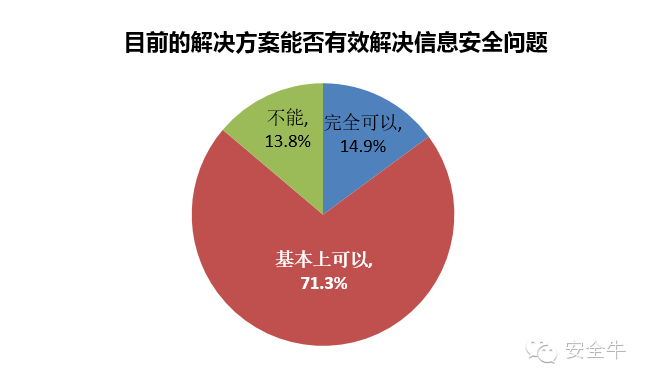 目前的解决方案能否有效解决信息安全问题
不能,
13.8%
完全可以,
14.9%
基本上可以,
71.3%
安全牛